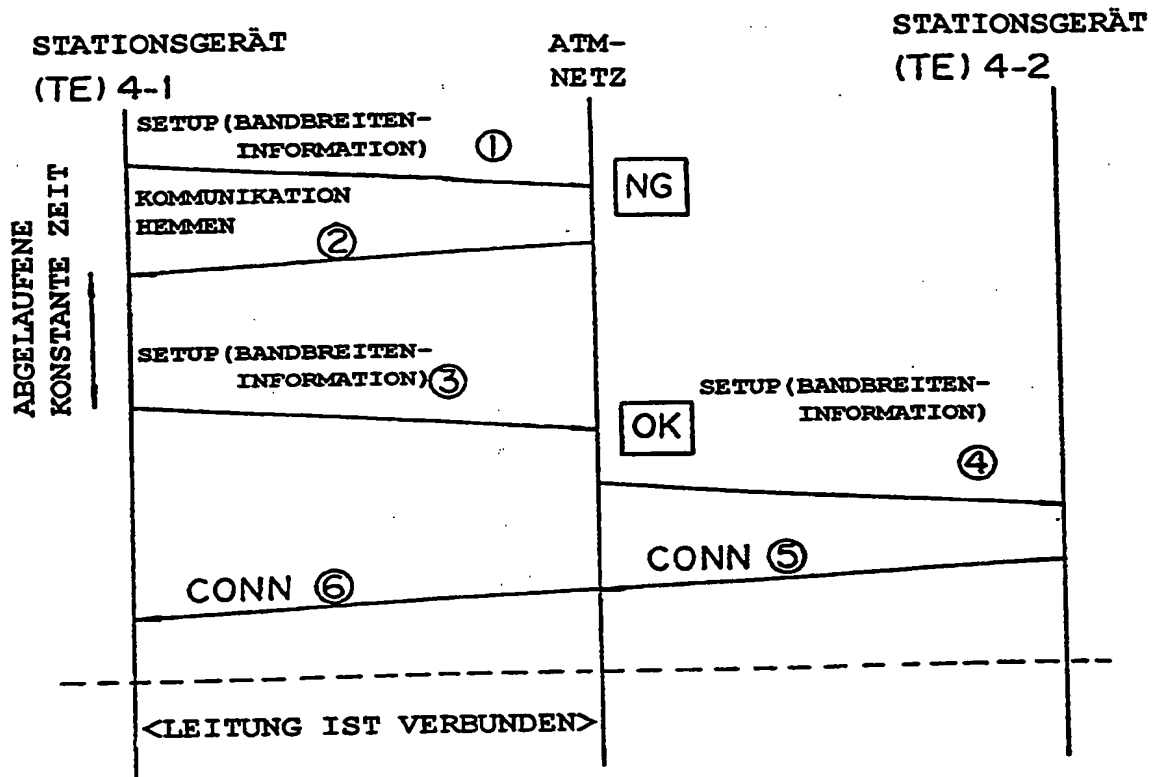 STATIONSGERÄT
(TE) 4-1
ATM-
NETZ
STATIONSGERÄT
(TE) 4-2
SETUP (BANDBREITEN-
INFORMATION) ①
NG
KOMMUNIKATION
HEMMEN ②
ABGELAUFENE
KONSTANTE ZEIT
SETUP (BANDBREITEN-
INFORMATION) ③
OK
SETUP (BANDBREITEN-
INFORMATION)
④
CONN ⑤
CONN ⑥
<LEITUNG IST VERBUNDEN>